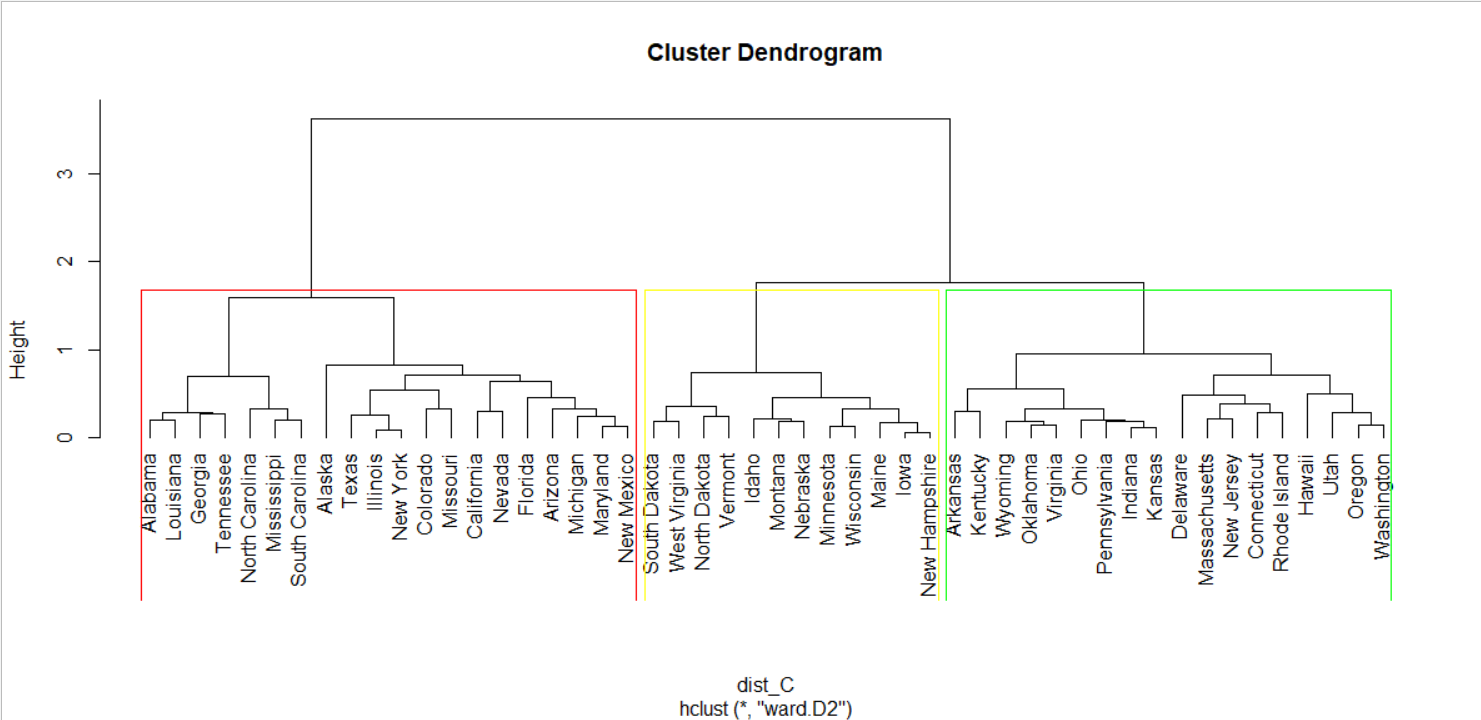 Cluster Dendrogram
Height
0
1
2
3
Alabama
Louisiana
Georgia
Tennessee
North Carolina
Mississippi
South Carolina
Alaska
Texas
Illinois
New York
Colorado
Missouri
California
Nevada
Florida
Arizona
Michigan
Maryland
New Mexico
South Dakota
West Virginia
North Dakota
Vermont
Idaho
Montana
Nebraska
Minnesota
Wisconsin
Maine
Iowa
New Hampshire
Arkansas
Kentucky
Wyoming
Oklahoma
Virginia
Ohio
Pennsylvania
Indiana
Kansas
Delaware
Massachusetts
New Jersey
Connecticut
Rhode Island
Hawaii
Utah
Oregon
Washington
dist_C
hclust (*, "ward.D2")